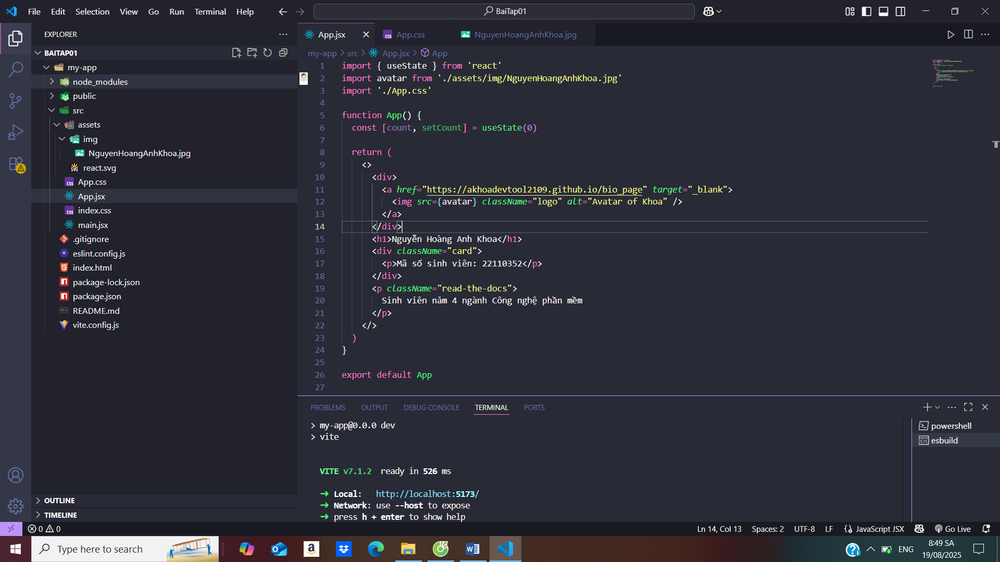 File Edit Selection View Go Run Terminal Help
BaiTap01
EXPLORER
BAITAP01
my-app
node_modules
public
src
assets
img
NguyenHoangAnhKhoa.jpg
react.svg
App.css
App.jsx
index.css
main.jsx
.gitignore
eslint.config.js
index.html
package-lock.json
package.json
README.md
vite.config.js
OUTLINE
TIMELINE
App.jsx App.css NguyenHoangAnhKhoa.jpg
my-app > src > App.jsx > App
1 import { useState } from 'react'
2 import avatar from './assets/img/NguyenHoangAnhKhoa.jpg'
3 import './App.css'
4
5 function App() {
6 const [count, setCount] = useState(0)
7
8 return (
9 <>
10 <div>
11 <a href="https://akhoadevtool2109.github.io/bio_page" target="_blank">
12 <img src={avatar} className="logo" alt="Avatar of Khoa" />
13 </a>
14 </div>
15 <h1>Nguyễn Hoàng Anh Khoa</h1>
16 <div className="card">
17 <p>Mã số sinh viên: 22110352</p>
18 </div>
19 <p className="read-the-docs">
20 Sinh viên năm 4 ngành Công nghệ phần mềm
21 </p>
22 </>
23 )
24 }
25
26 export default App
27
PROBLEMS OUTPUT DEBUG CONSOLE TERMINAL PORTS
> my-app@0.0.0 dev
> vite
VITE v7.1.2 ready in 526 ms
➜ Local: http://localhost:5173/
➜ Network: use --host to expose
➜ press h + enter to show help
powershell
esbuild
0 0
Ln 14, Col 13 Spaces: 2 UTF-8 LF JavaScript JSX Go Live
Type here to search
ENG
8:49 SA
19/08/2025